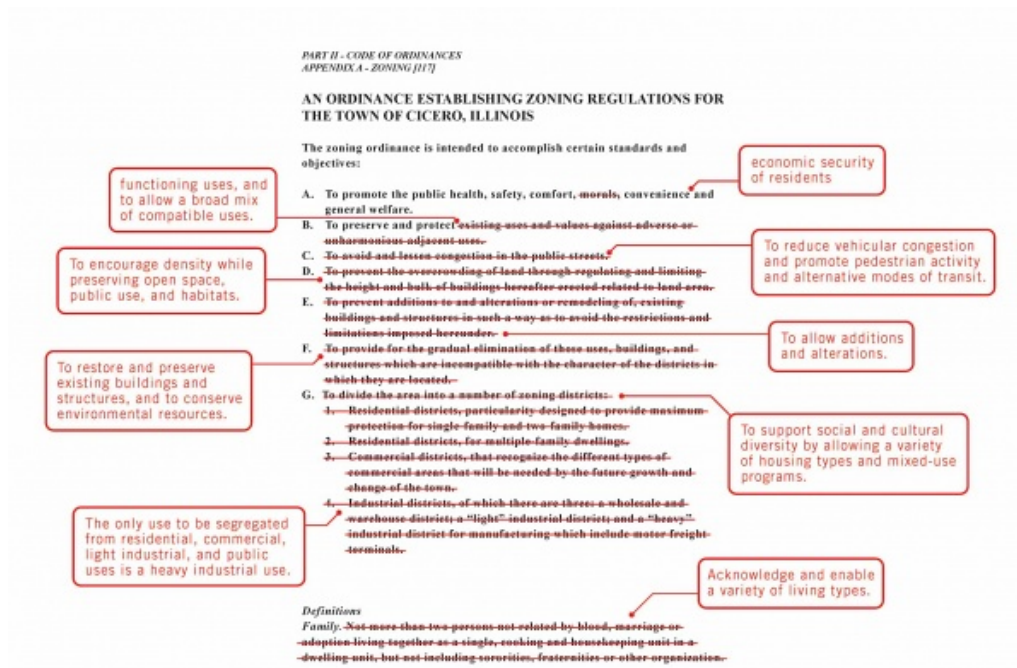 PART II - CODE OF ORDINANCES
APPENDIX A - ZONING [117]
AN ORDINANCE ESTABLISHING ZONING REGULATIONS FOR
THE TOWN OF CICERO, ILLINOIS
The zoning ordinance is intended to accomplish certain standards and
objectives:
economic security
of residents
A. To promote the public health, safety, comfort, morals, convenience and
general welfare.
functioning uses, and
to allow a broad mix
of compatible uses.
B. To preserve and protect existing uses and values against adverse or
unharmonious adjacent uses.
C. To avoid and lessen congestion in the public streets.
To reduce vehicular congestion
and promote pedestrian activity
and alternative modes of transit.
To encourage density while
preserving open space,
public use, and habitats.
D. To prevent the overcrowding of land through regulating and limiting
the height and bulk of buildings hereafter erected related to land area.
E. To prevent additions to and alterations or remodeling of, existing
buildings and structures in such a way as to avoid the restrictions and
limitations imposed hereunder.
To allow additions
and alterations.
To restore and preserve
existing buildings and
structures, and to conserve
environmental resources.
F. To provide for the gradual elimination of those uses, buildings, and
structures which are incompatible with the character of the districts in
which they are located.
G. To divide the area into a number of zoning districts:
To support social and cultural
diversity by allowing a variety
of housing types and mixed-use
programs.
1. Residential districts, particularity designed to provide maximum
protection for single family and two family homes.
2. Residential districts, for multiple family dwellings.
3. Commercial districts, that recognize the different types of
commercial areas that will be needed by the future growth and
change of the town.
The only use to be segregated
from residential, commercial,
light industrial, and public
uses is a heavy industrial use.
4. Industrial districts, of which there are three: a wholesale and
warehouse district; a “light” industrial district; and a “heavy”
industrial district for manufacturing which include motor freight
terminals.
Acknowledge and enable
a variety of living types.
Definitions
Family. Not more than two persons not related by blood, marriage or
adoption living together as a single, cooking and housekeeping unit in a
dwelling unit, but not including sororities, fraternities or other organization.